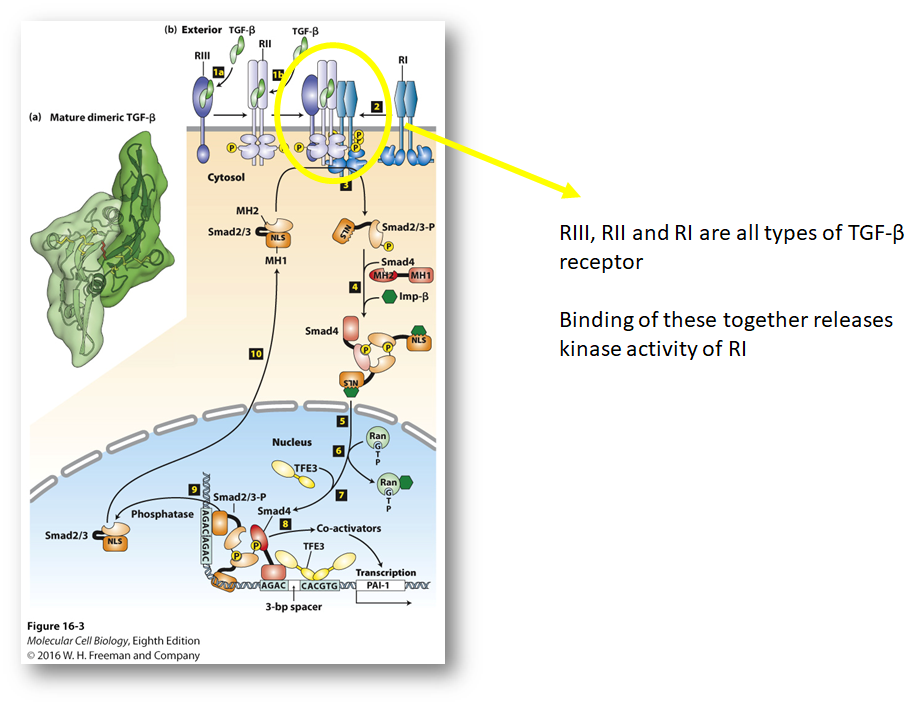 (b) Exterior
TGF-β
TGF-β
RII
RIII
RI
1a
1b
2
(a) Mature dimeric TGF-β
P
P
P
P
P
Cytosol
3
MH2
Smad2/3
NLS
MH1
NLS
Smad2/3-P
P
Smad4
MH2
MH1
4
Imp-β
Smad4
P
P
NLS
NLS
10
5
Nucleus
6
Ran
G
T
P
TFE3
7
Ran
G
T
P
9
Smad2/3-P
Phosphatase
Smad4
8
Co-activators
Smad2/3
NLS
AGAC AGAC
P
P
TFE3
Transcription
AGAC
CACGTG
PAI-1
3-bp spacer
Figure 16-3
Molecular Cell Biology, Eighth Edition
© 2016 W. H. Freeman and Company
RIII, RII and RI are all types of TGF-β
receptor
Binding of these together releases
kinase activity of RI